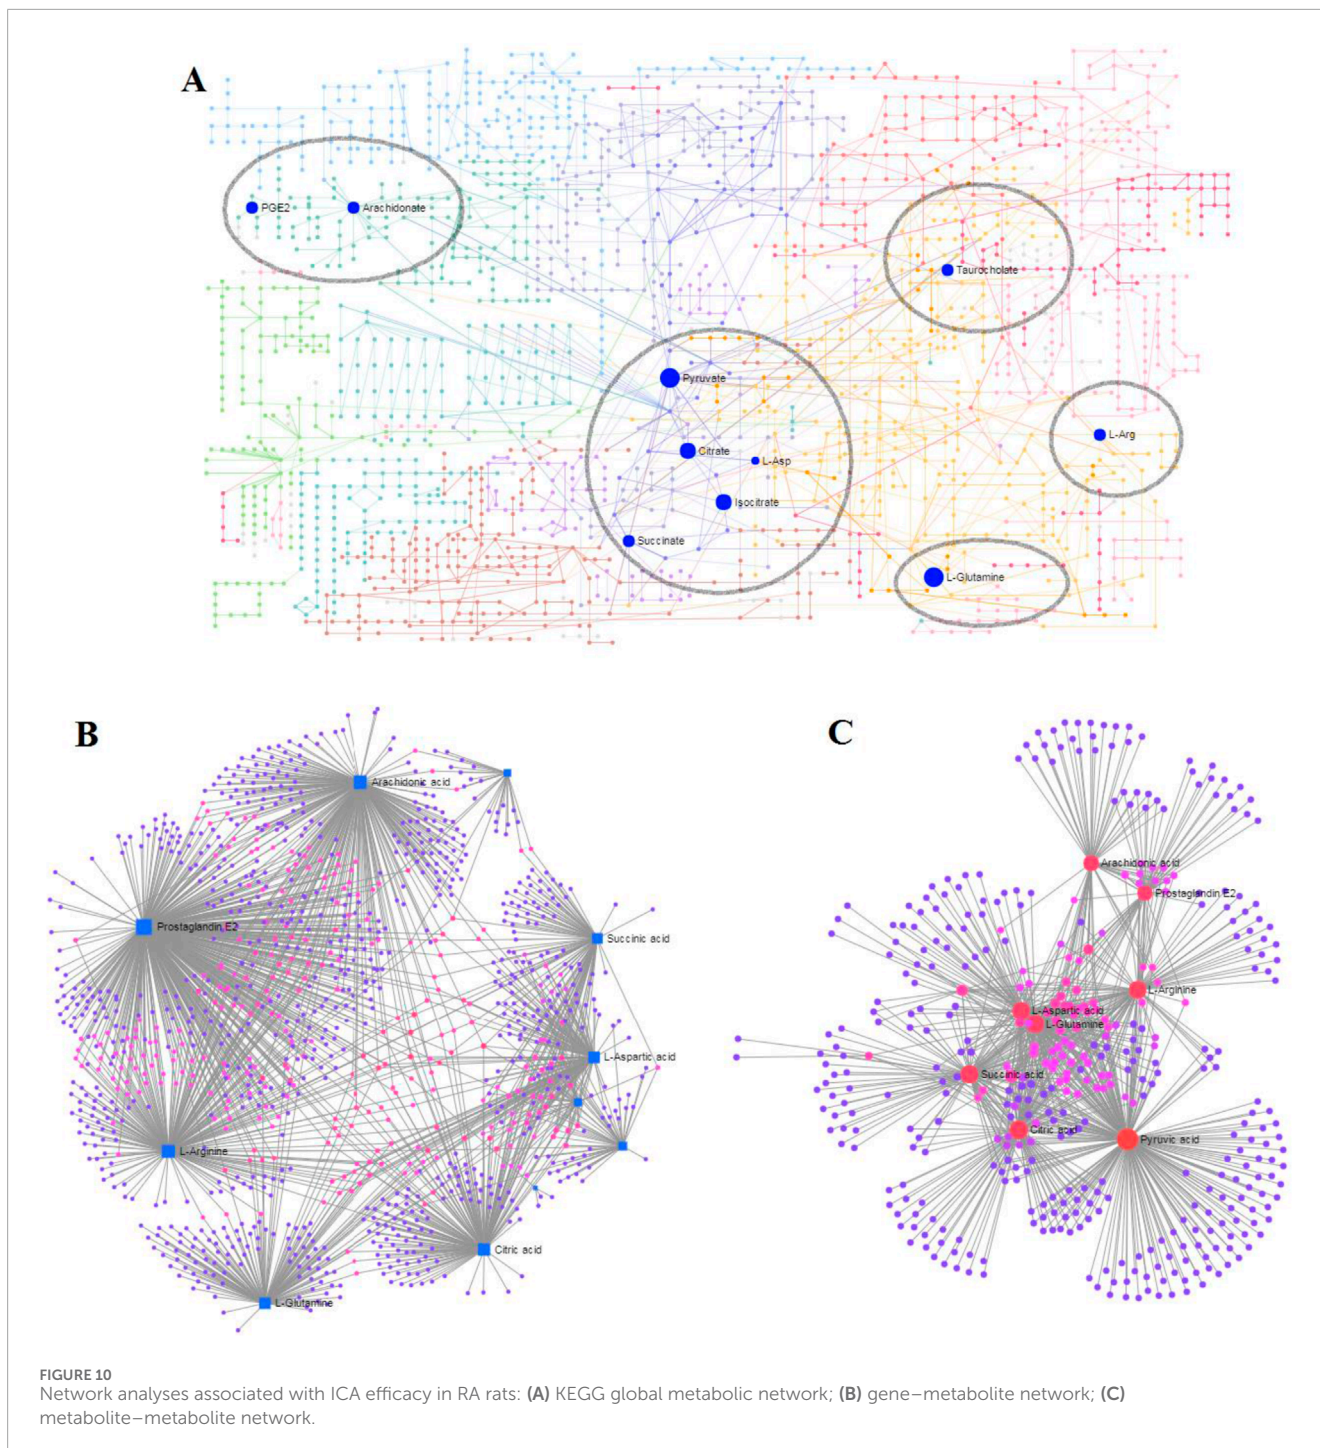 A
PGE2
Arachidonate
Taurocholate
Pyruvate
L-Arg
Citrate
L-Asp
Isocitrate
Succinate
L-Glutamine
B
C
Arachidonic acid
Prostaglandin E2
Succinic acid
L-Aspartic acid
L-Arginine
Citric acid
L-Glutamine
Arachidonic acid
Prostaglandin E2
L-Arginine
L-Aspartic acid
L-Glutamine
Succinic acid
Citric acid
Pyruvic acid
FIGURE 10
Network analyses associated with ICA efficacy in RA rats: (A) KEGG global metabolic network; (B) gene–metabolite network; (C)
metabolite–metabolite network.